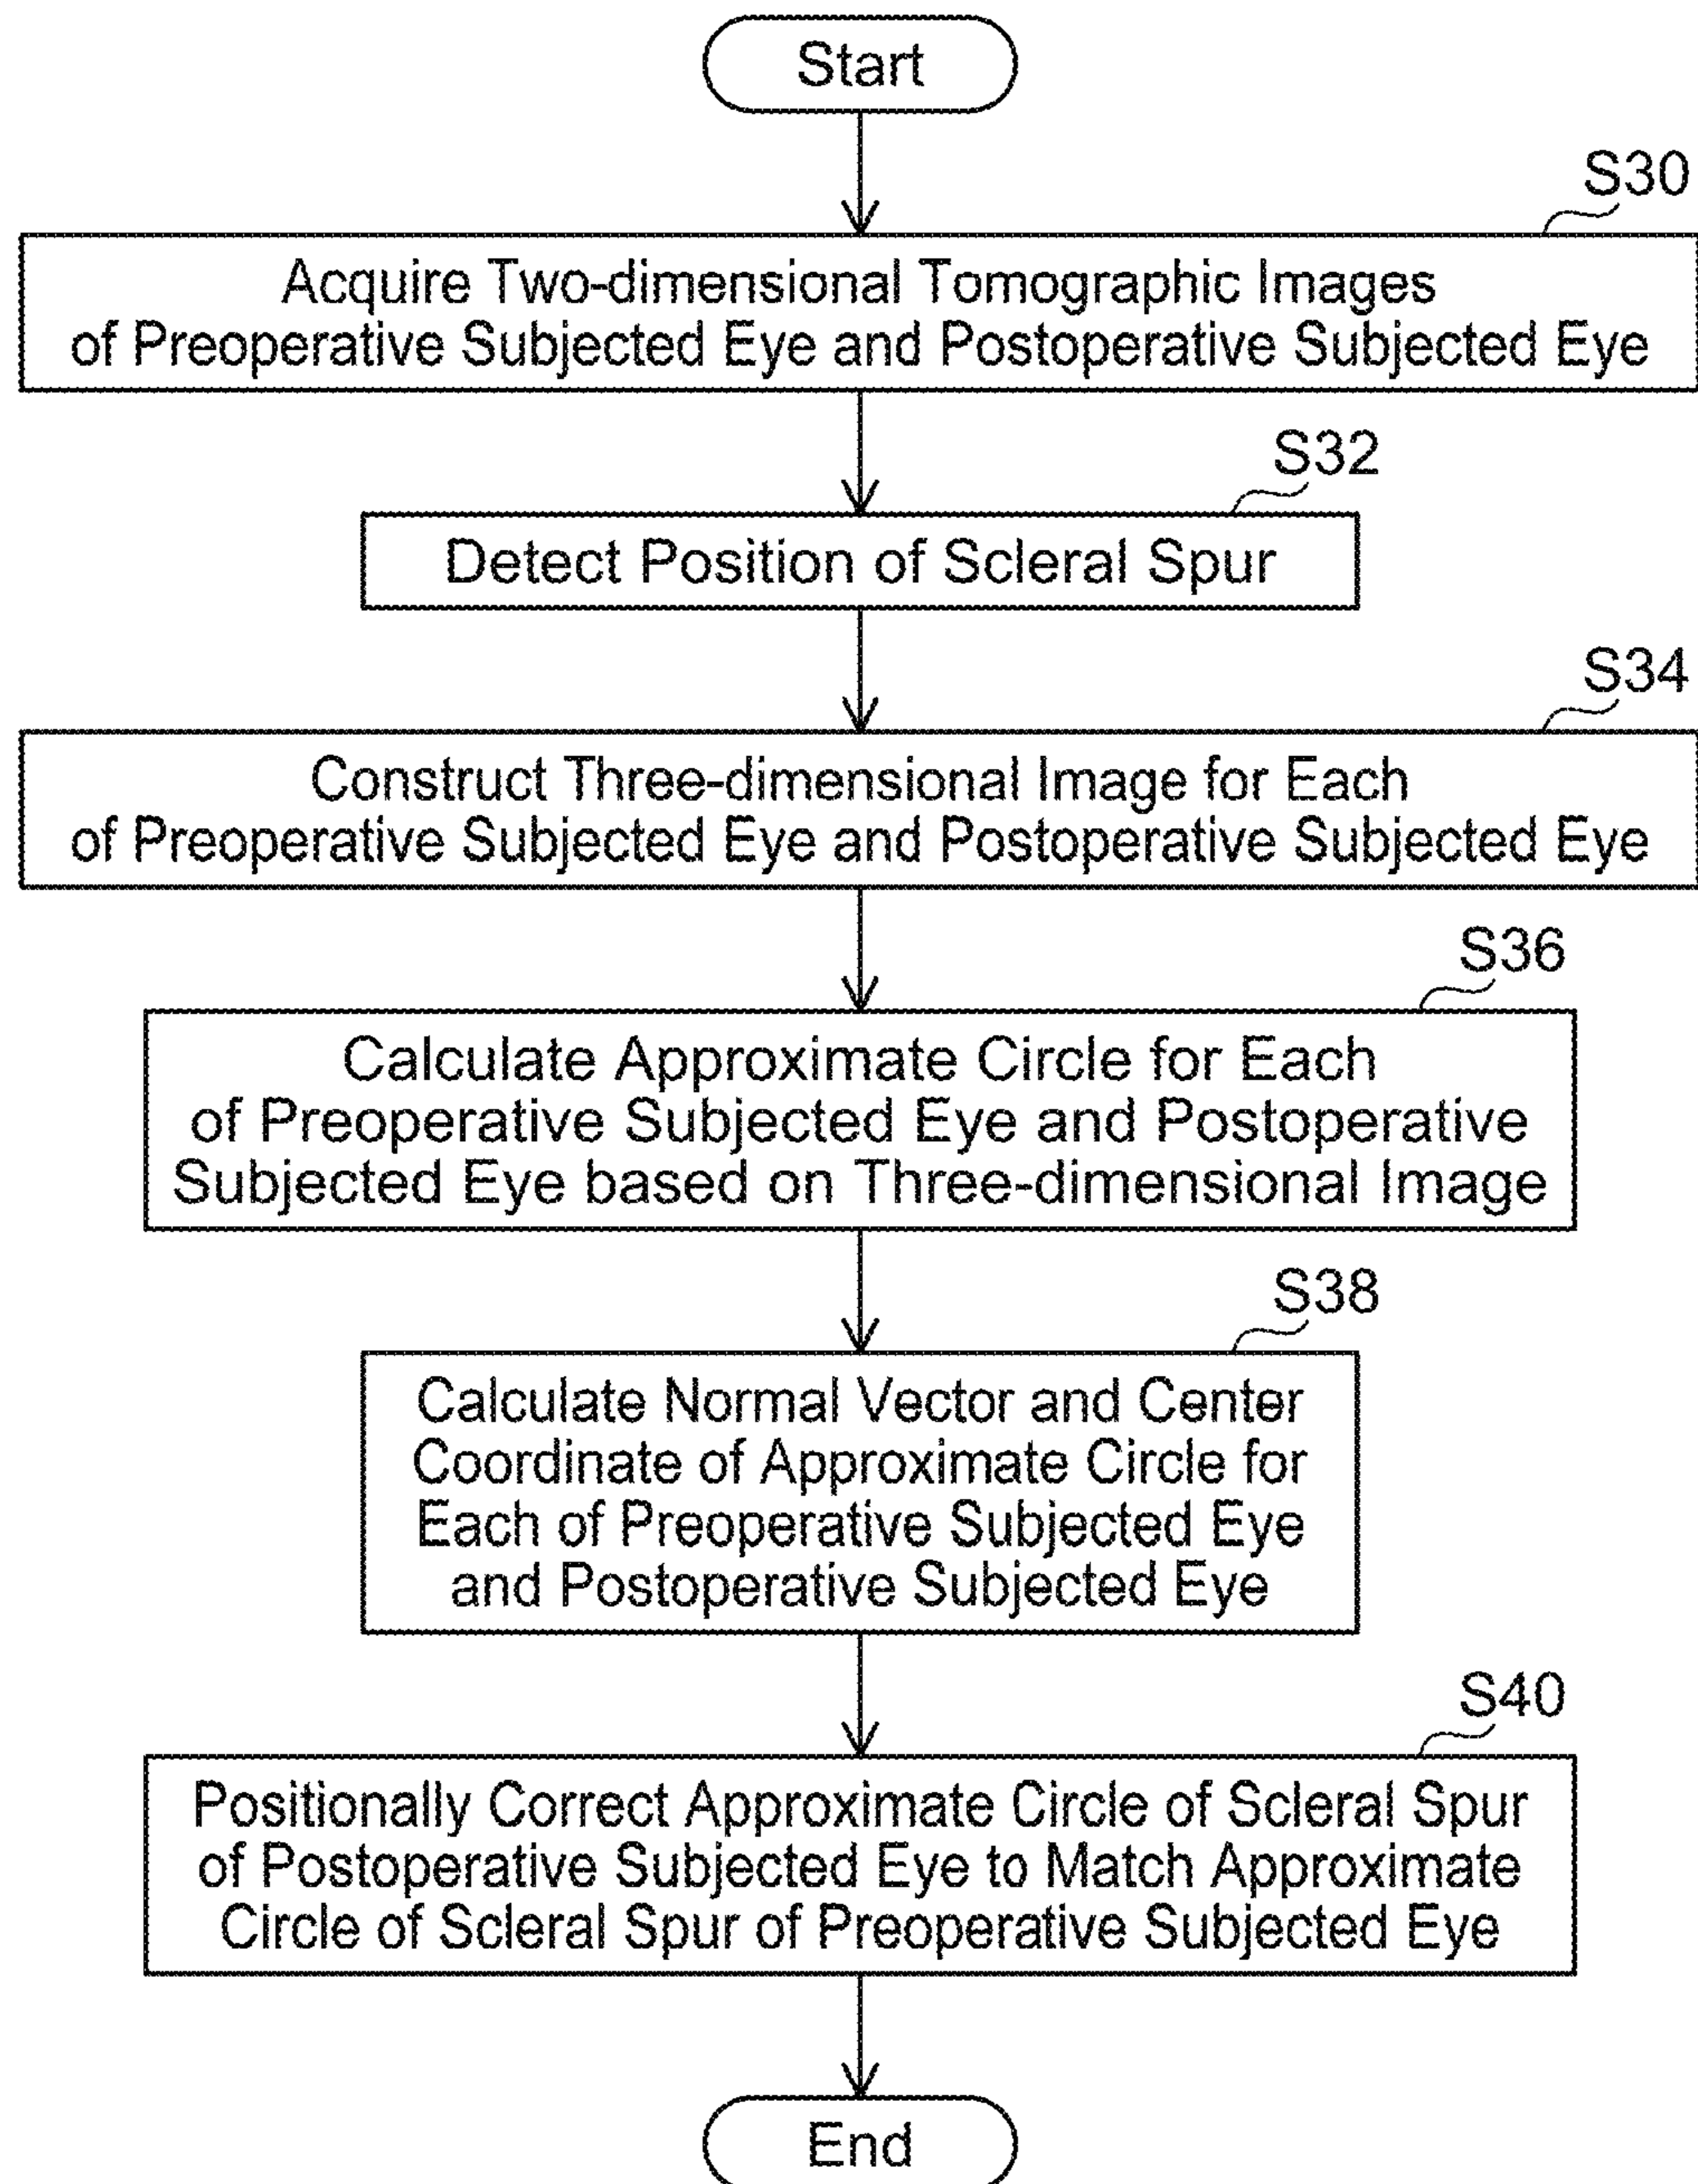 Start
S30
Acquire Two-dimensional Tomographic Images
of Preoperative Subjected Eye and Postoperative Subjected Eye
S32
Detect Position of Scleral Spur
S34
Construct Three-dimensional Image for Each
of Preoperative Subjected Eye and Postoperative Subjected Eye
S36
Calculate Approximate Circle for Each
of Preoperative Subjected Eye and Postoperative
Subjected Eye based on Three-dimensional Image
S38
Calculate Normal Vector and Center
Coordinate of Approximate Circle for
Each of Preoperative Subjected Eye
and Postoperative Subjected Eye
S40
Positionally Correct Approximate Circle of Scleral Spur
of Postoperative Subjected Eye to Match Approximate
Circle of Scleral Spur of Preoperative Subjected Eye
End